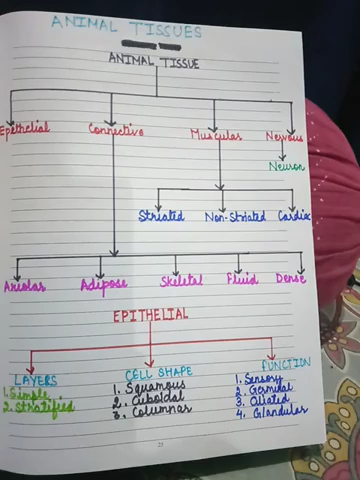 ANIMAL TISSUES
ANIMAL TISSUE
Epethelial Connective Muscular Nervous
Neuron
Striated Non-Striated Cardiac
Axiolar Adipose Skeletal Fluid Dense
EPITHELIAL
LAYERS CELL SHAPE FUNCTION
1. Simple 1. Squamous 1. Sensory
2. Stratified 2. Cuboidal 2. Germinal
3. Columnar 3. Ciliated
4. Glandular